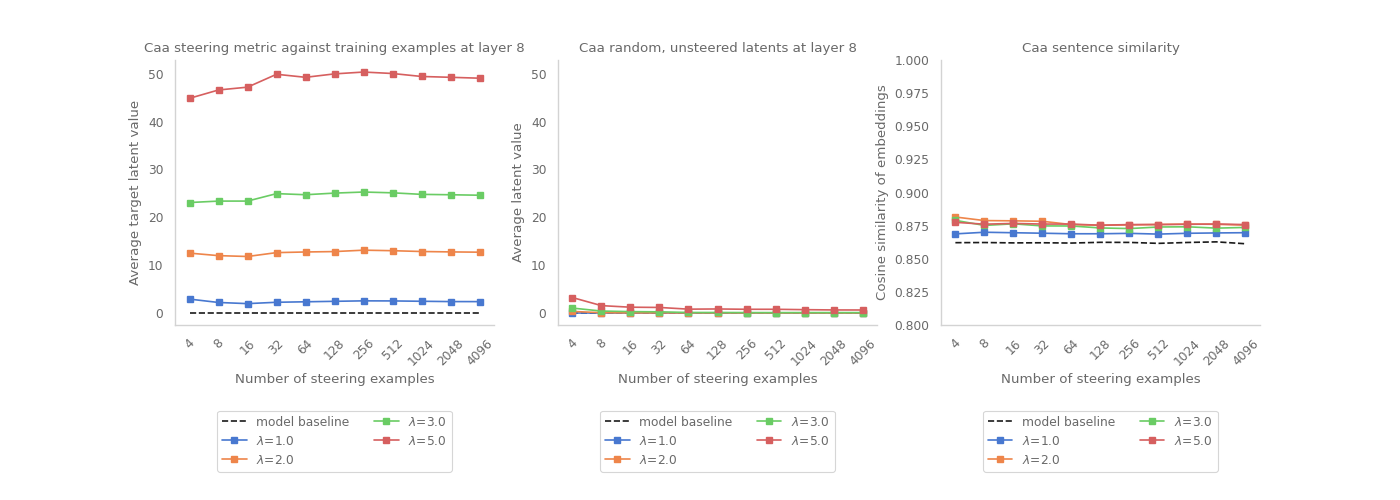 Caa steering metric against training examples at layer 8
Average target latent value
50
40
30
20
10
0
4 8 16 32 64 128 256 512 1024 2048 4096
Number of steering examples
model baseline
λ=1.0
λ=2.0
λ=3.0
λ=5.0
Caa random, unsteered latents at layer 8
Average latent value
50
40
30
20
10
0
4 8 16 32 64 128 256 512 1024 2048 4096
Number of steering examples
model baseline
λ=1.0
λ=2.0
λ=3.0
λ=5.0
Caa sentence similarity
Cosine similarity of embeddings
1.000
0.975
0.950
0.925
0.900
0.875
0.850
0.825
0.800
4 8 16 32 64 128 256 512 1024 2048 4096
Number of steering examples
model baseline
λ=1.0
λ=2.0
λ=3.0
λ=5.0